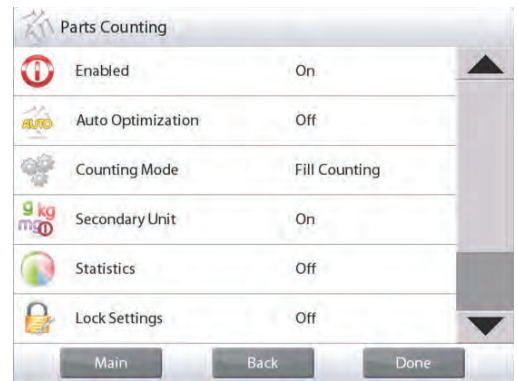 Parts Counting
Enabled On
AUTO Auto Optimization Off
Counting Mode Fill Counting
g kg mg Secondary Unit On
Statistics Off
Lock Settings Off
Main Back Done